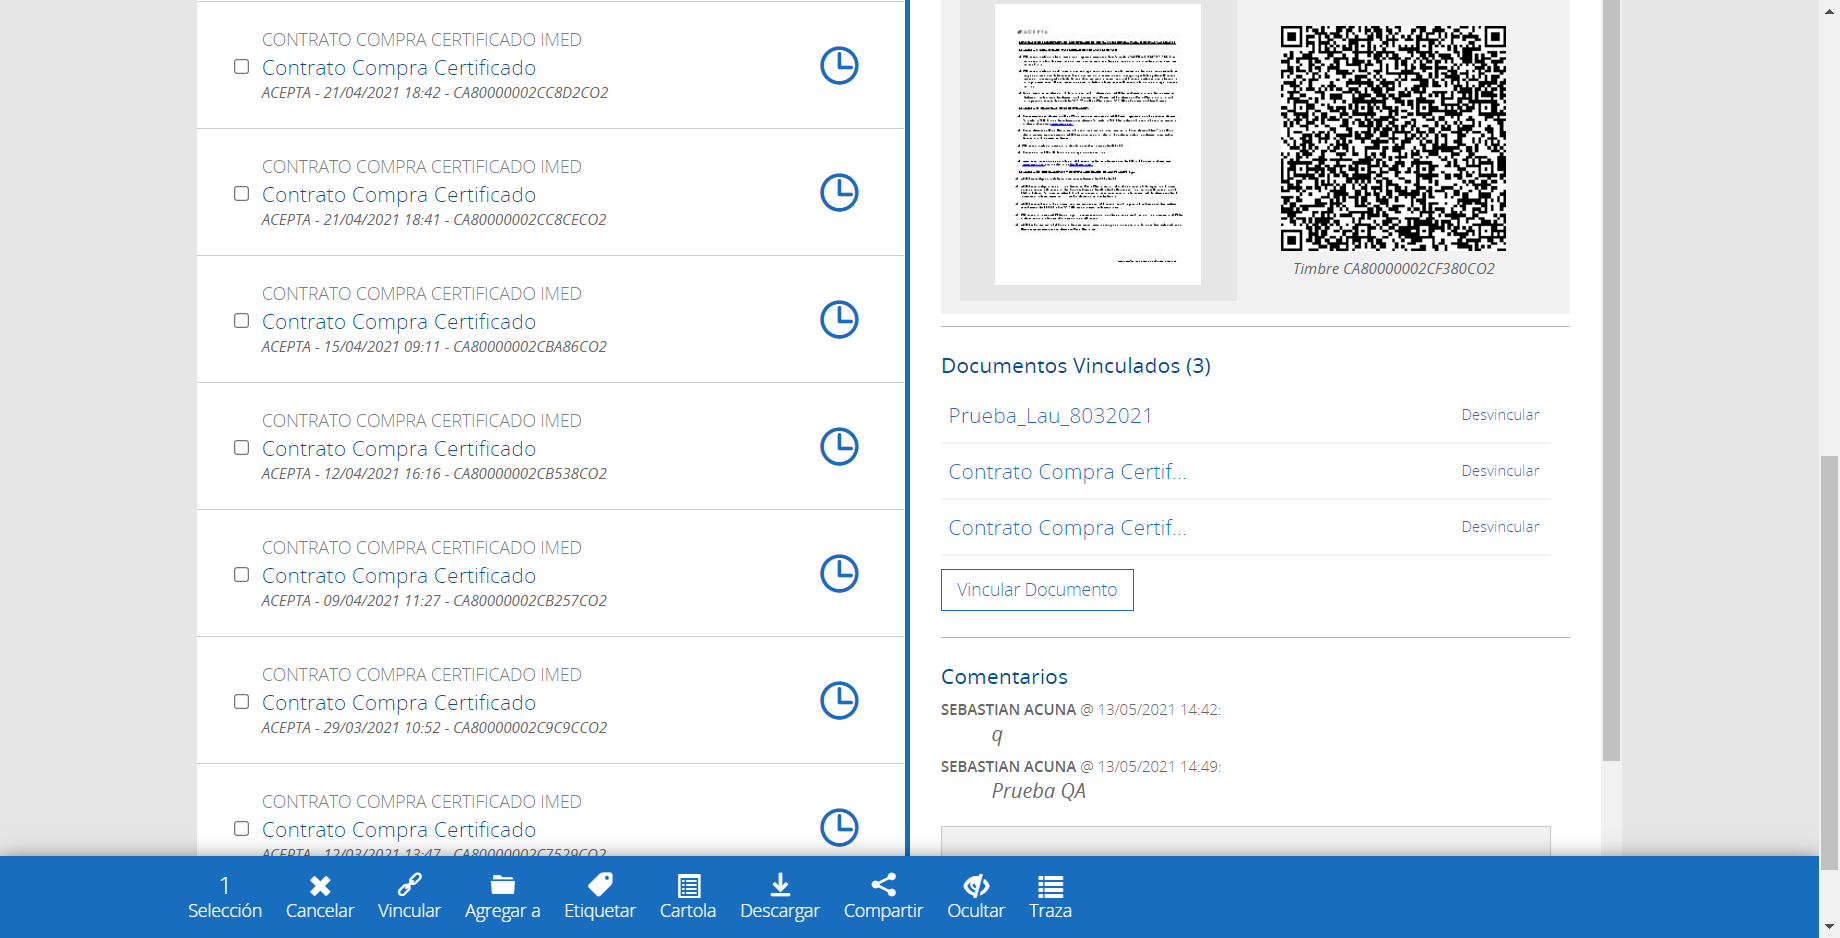 CONTRATO COMPRA CERTIFICADO IMED
Contrato Compra Certificado
ACEPTA - 21/04/2021 18:42 - CA80000002CC8D2CO2
CONTRATO COMPRA CERTIFICADO IMED
Contrato Compra Certificado
ACEPTA - 21/04/2021 18:41 - CA80000002CC8CECO2
CONTRATO COMPRA CERTIFICADO IMED
Contrato Compra Certificado
ACEPTA - 15/04/2021 09:11 - CA80000002CBA86CO2
CONTRATO COMPRA CERTIFICADO IMED
Contrato Compra Certificado
ACEPTA - 12/04/2021 16:16 - CA80000002CB538CO2
CONTRATO COMPRA CERTIFICADO IMED
Contrato Compra Certificado
ACEPTA - 09/04/2021 11:27 - CA80000002CB257CO2
CONTRATO COMPRA CERTIFICADO IMED
Contrato Compra Certificado
ACEPTA - 29/03/2021 10:52 - CA80000002C9C9CCO2
CONTRATO COMPRA CERTIFICADO IMED
Contrato Compra Certificado
ACEPTA - 12/03/2021 13:47 - CA80000002C7529CO2
ACEPTA
Timbre CA80000002CF380CO2
Documentos Vinculados (3)
Prueba_Lau_8032021 Desvincular
Contrato Compra Certif... Desvincular
Contrato Compra Certif... Desvincular
Vincular Documento
Comentarios
SEBASTIAN ACUNA @ 13/05/2021 14:42:
q
SEBASTIAN ACUNA @ 13/05/2021 14:49:
Prueba QA
1
Selección Cancelar Vincular Agregar a Etiquetar Cartola Descargar Compartir Ocultar Traza